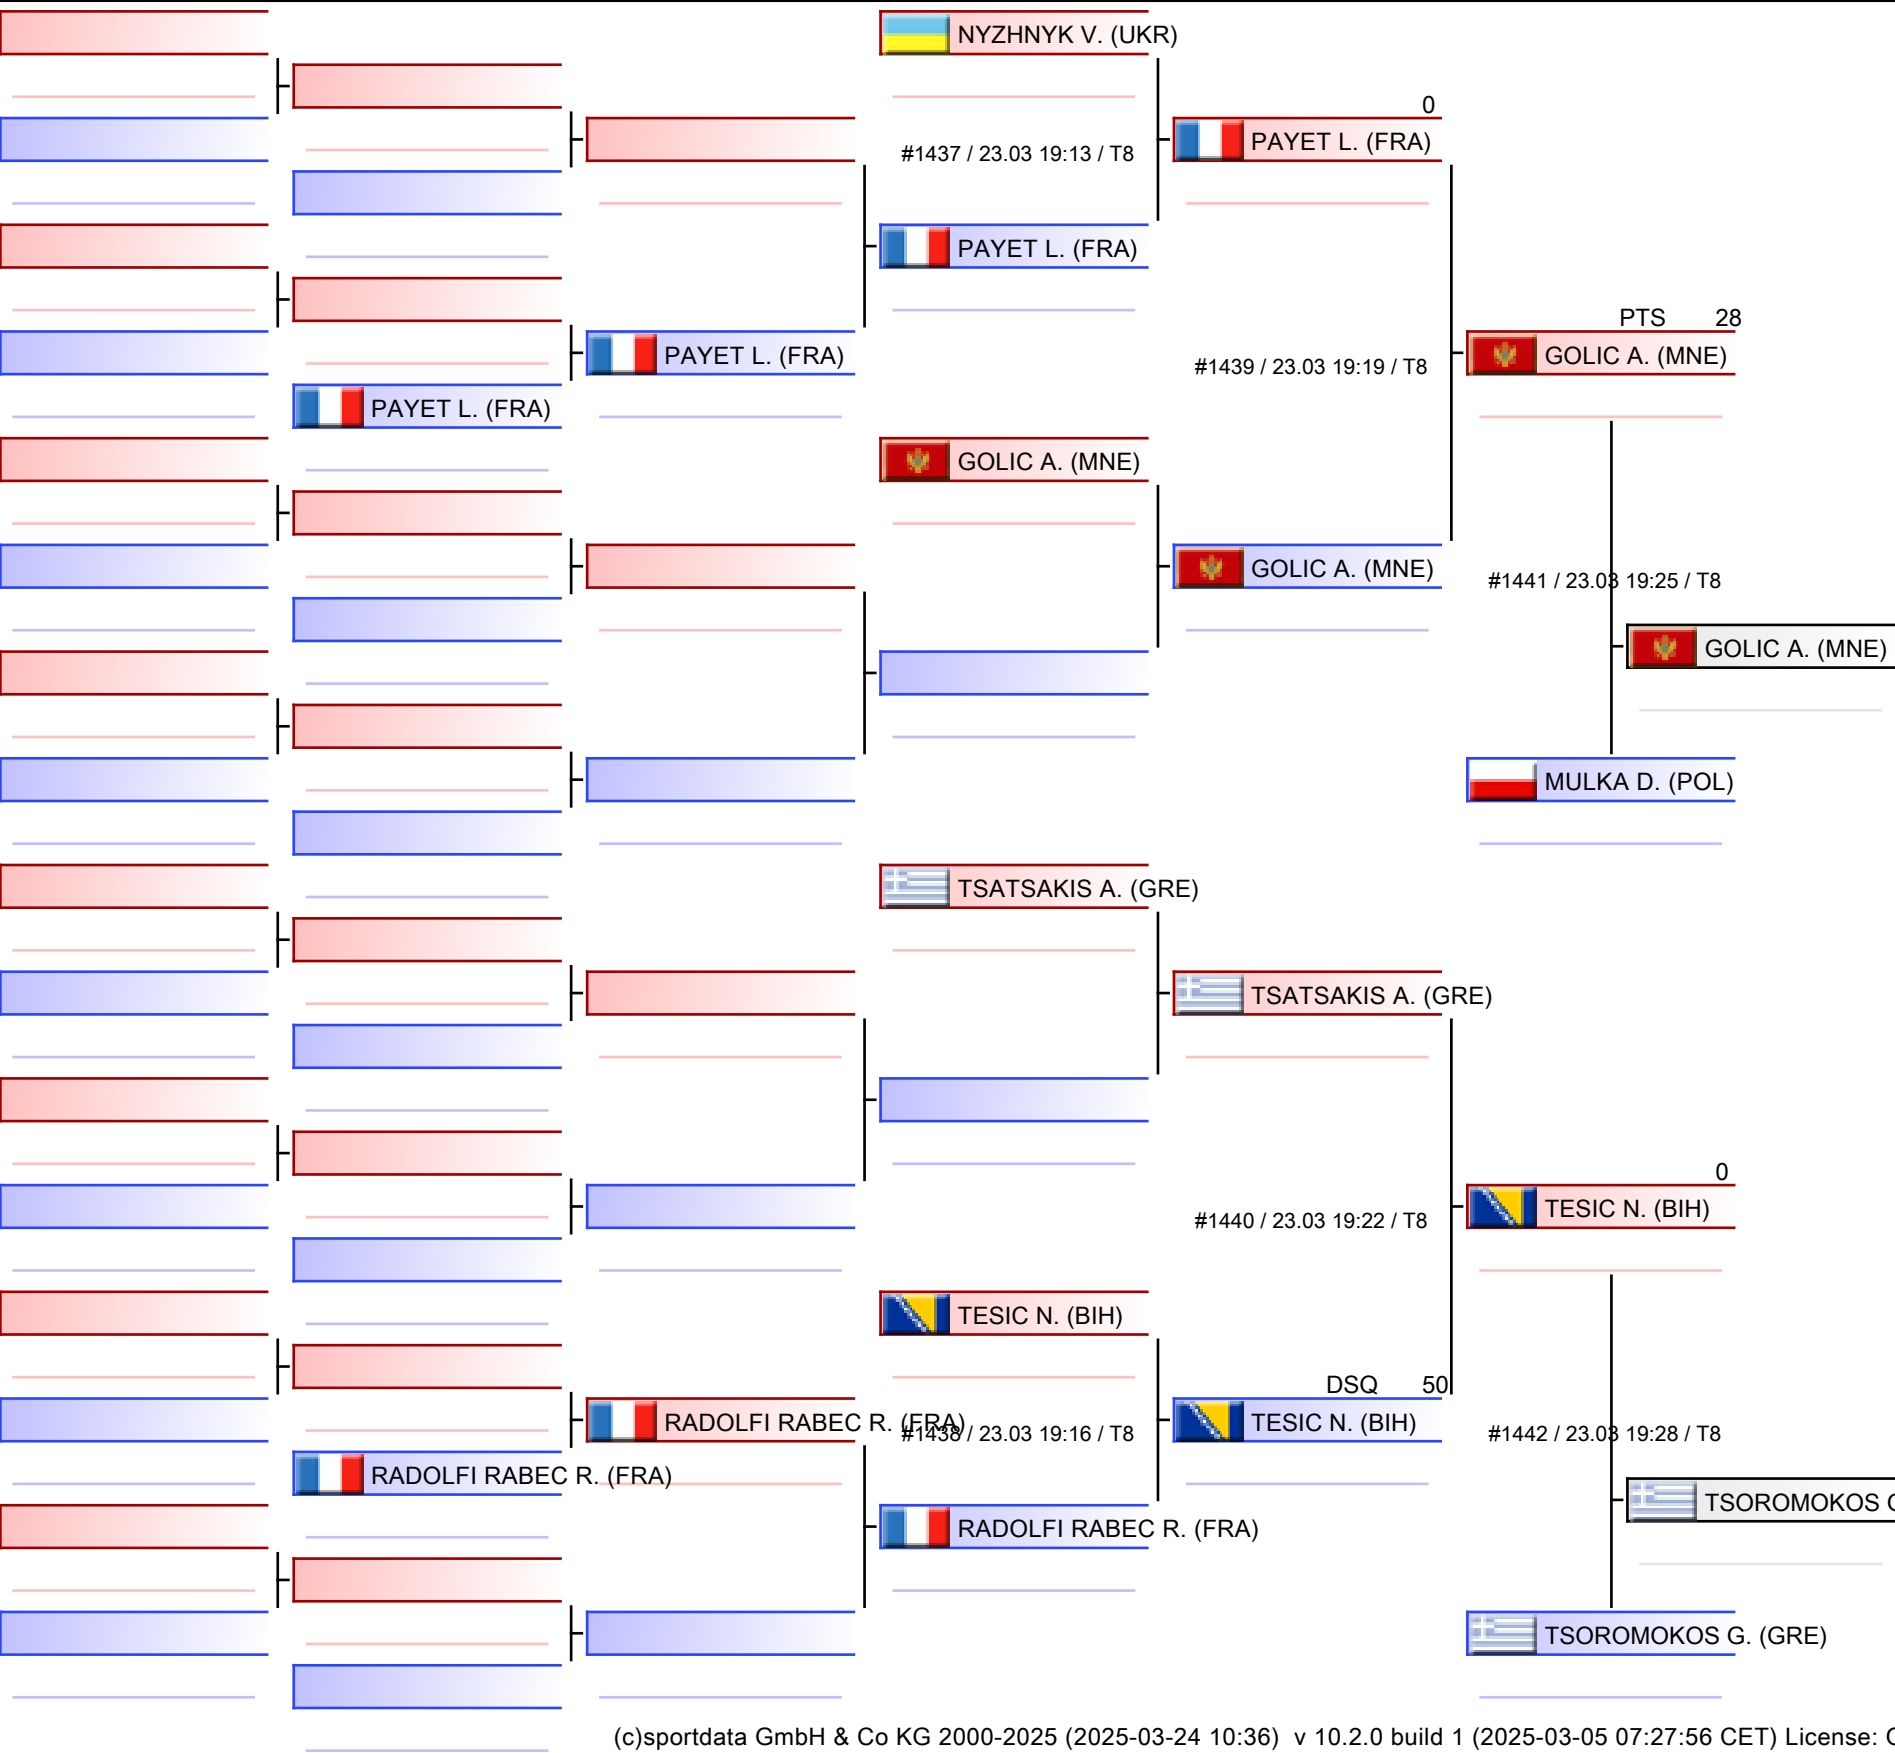 NYZHNYK V. (UKR)
0
PAYET L. (FRA)
#1437 / 23.03 19:13 / T8
PAYET L. (FRA)
PTS 28
PAYET L. (FRA)
GOLIC A. (MNE)
#1439 / 23.03 19:19 / T8
PAYET L. (FRA)
GOLIC A. (MNE)
GOLIC A. (MNE)
#1441 / 23.03 19:25 / T8
GOLIC A. (MNE)
MULKA D. (POL)
TSATSAKIS A. (GRE)
TSATSAKIS A. (GRE)
0
TESIC N. (BIH)
#1440 / 23.03 19:22 / T8
TESIC N. (BIH)
DSQ 50
RADOLFI RABEC R. (FRA)
#1438 / 23.03 19:16 / T8
TESIC N. (BIH)
#1442 / 23.03 19:28 / T8
RADOLFI RABEC R. (FRA)
TSOROMOKOS
RADOLFI RABEC R. (FRA)
TSOROMOKOS G. (GRE)
(c)sportdata GmbH & Co KG 2000-2025 (2025-03-24 10:36) v 10.2.0 build 1 (2025-03-05 07:27:56 CET) License: